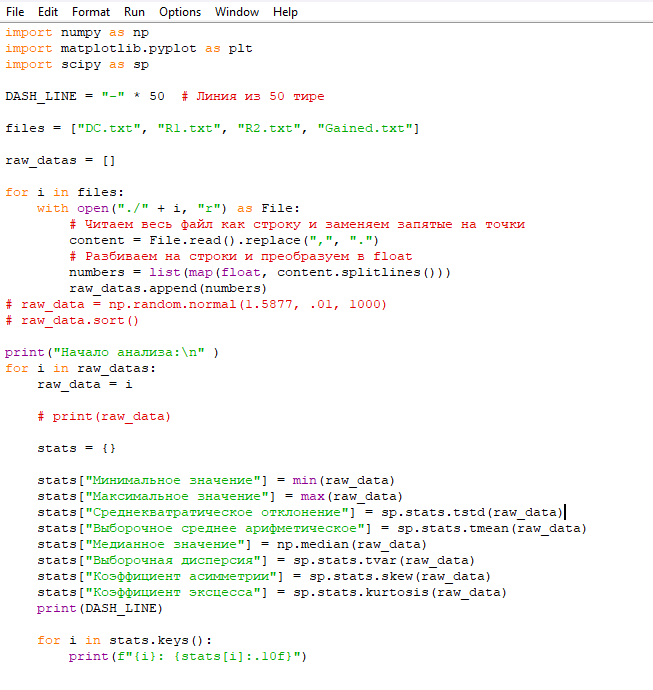 File Edit Format Run Options Window Help
import numpy as np
import matplotlib.pyplot as plt
import scipy as sp
DASH_LINE = "-" * 50  # Линия из 50 тире
files = ["DC.txt", "R1.txt", "R2.txt", "Gained.txt"]
raw_datas = []
for i in files:
    with open("./" + i, "r") as File:
        # Читаем весь файл как строку и заменяем запятые на точки
        content = File.read().replace(",", ".")
        # Разбиваем на строки и преобразуем в float
        numbers = list(map(float, content.splitlines()))
        raw_datas.append(numbers)
# raw_data = np.random.normal(1.5877, .01, 1000)
# raw_data.sort()
print("Начало анализа:\n" )
for i in raw_datas:
    raw_data = i
    # print(raw_data)
    stats = {}
    stats["Минимальное значение"] = min(raw_data)
    stats["Максимальное значение"] = max(raw_data)
    stats["Среднекватратическое отклонение"] = sp.stats.tstd(raw_data)
    stats["Выборочное среднее арифметическое"] = sp.stats.tmean(raw_data)
    stats["Медианное значение"] = np.median(raw_data)
    stats["Выборочная дисперсия"] = sp.stats.tvar(raw_data)
    stats["Коэффициент асимметрии"] = sp.stats.skew(raw_data)
    stats["Коэффициент эксцесса"] = sp.stats.kurtosis(raw_data)
    print(DASH_LINE)
    for i in stats.keys():
        print(f"{i}: {stats[i]:.10f}")